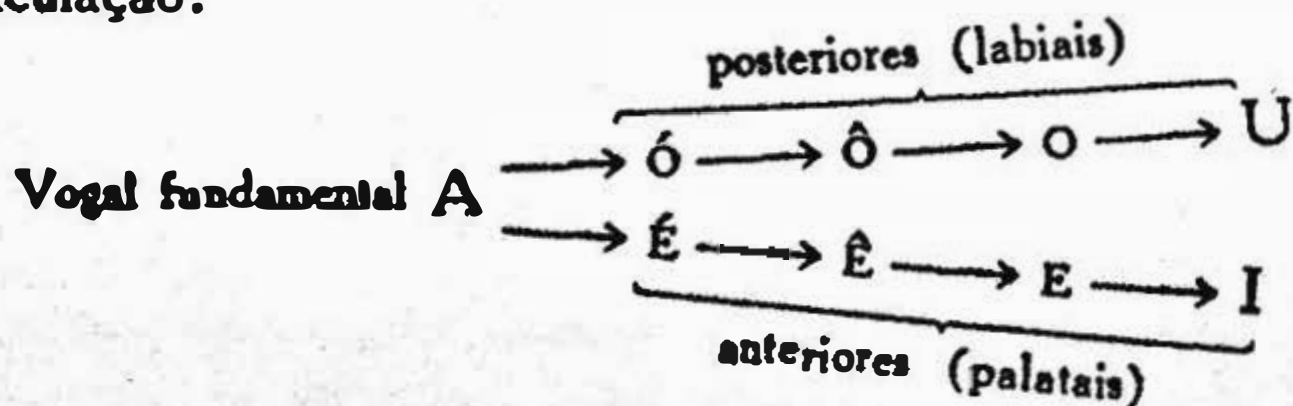 posteriores (labiais)
Ó → Ô → O → U
Vogal fundamental A
É → Ê → E → I
anteriores (palatais)